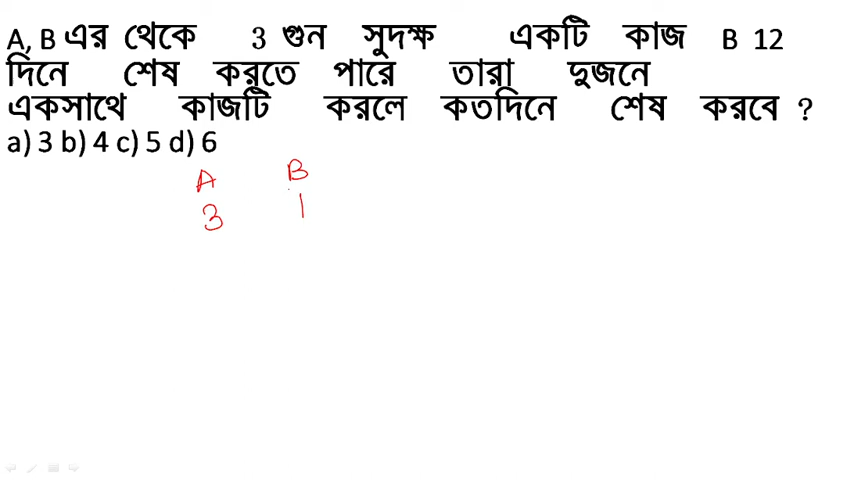 A, B এর থেকে 3 গুন সুদক্ষ একটি কাজ B 12
দিনে শেষ করতে পারে তারা দুজনে
একসাথে কাজটি করলে কতদিনে শেষ করবে ?
a) 3 b) 4 c) 5 d) 6
A B
3 1